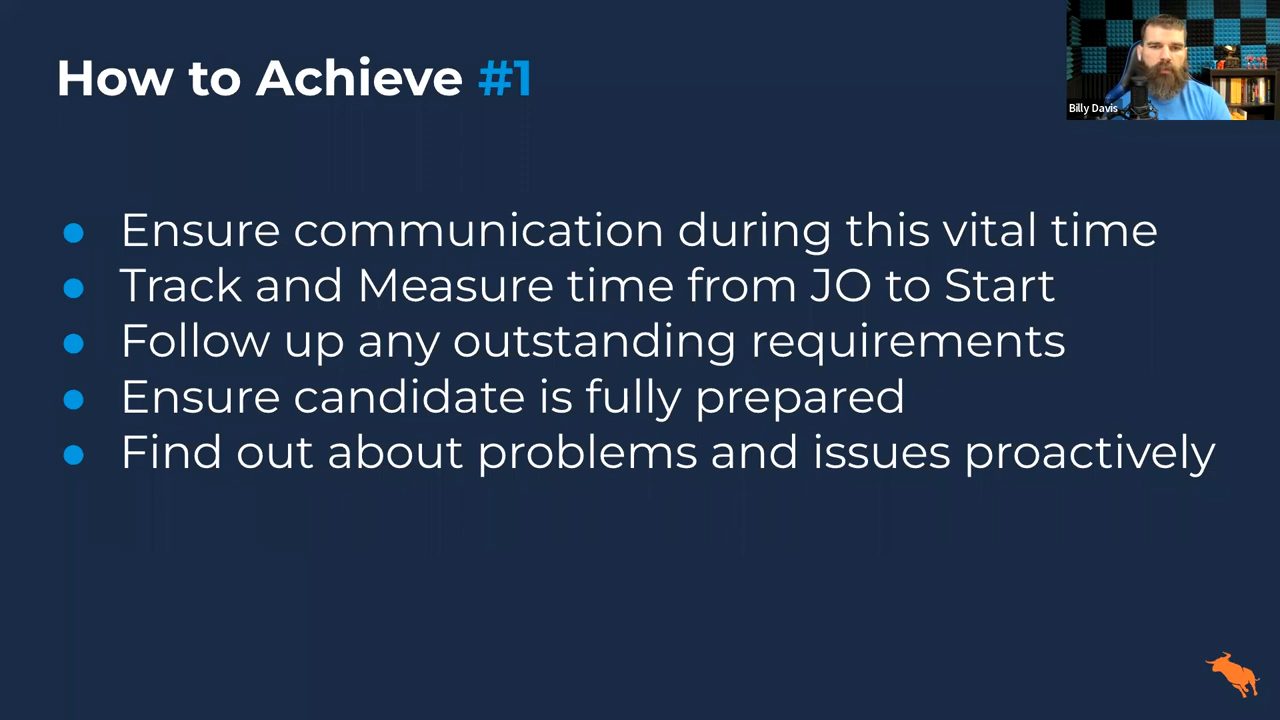 How to Achieve #1
Billy Davis
● Ensure communication during this vital time
● Track and Measure time from JO to Start
● Follow up any outstanding requirements
● Ensure candidate is fully prepared
● Find out about problems and issues proactively